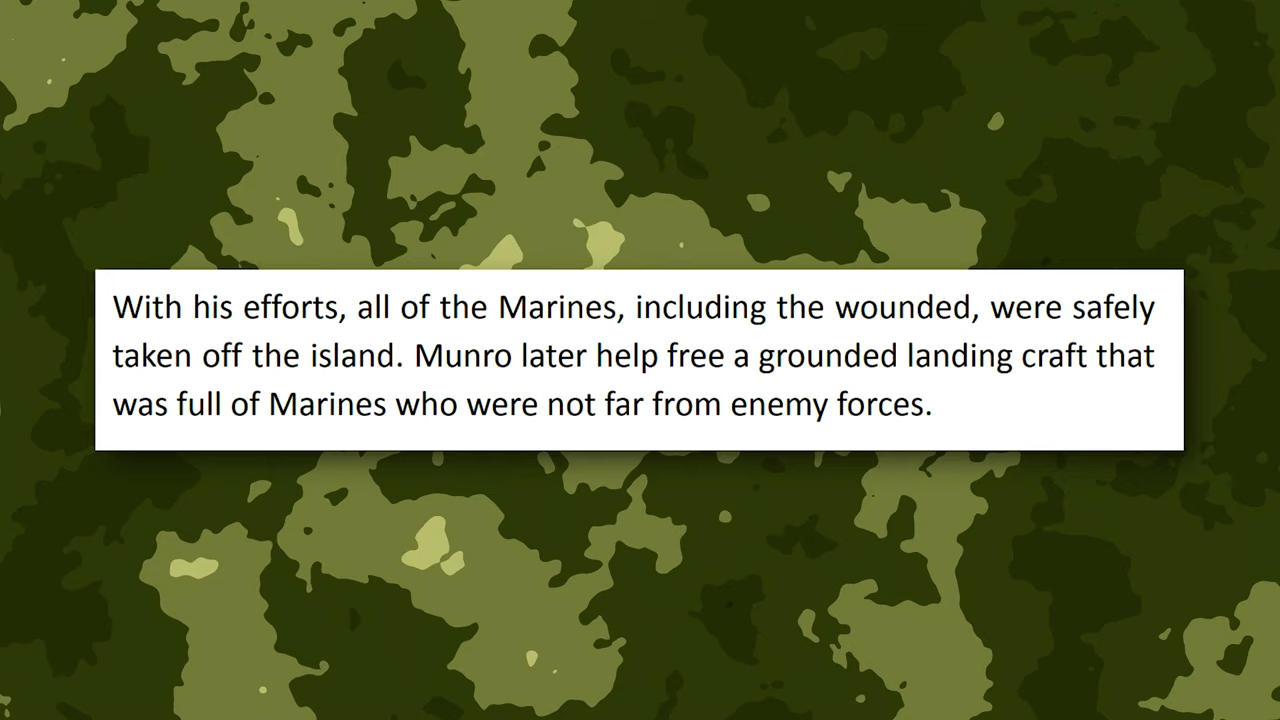 With his efforts, all of the Marines, including the wounded, were safely
taken off the island. Munro later help free a grounded landing craft that
was full of Marines who were not far from enemy forces.